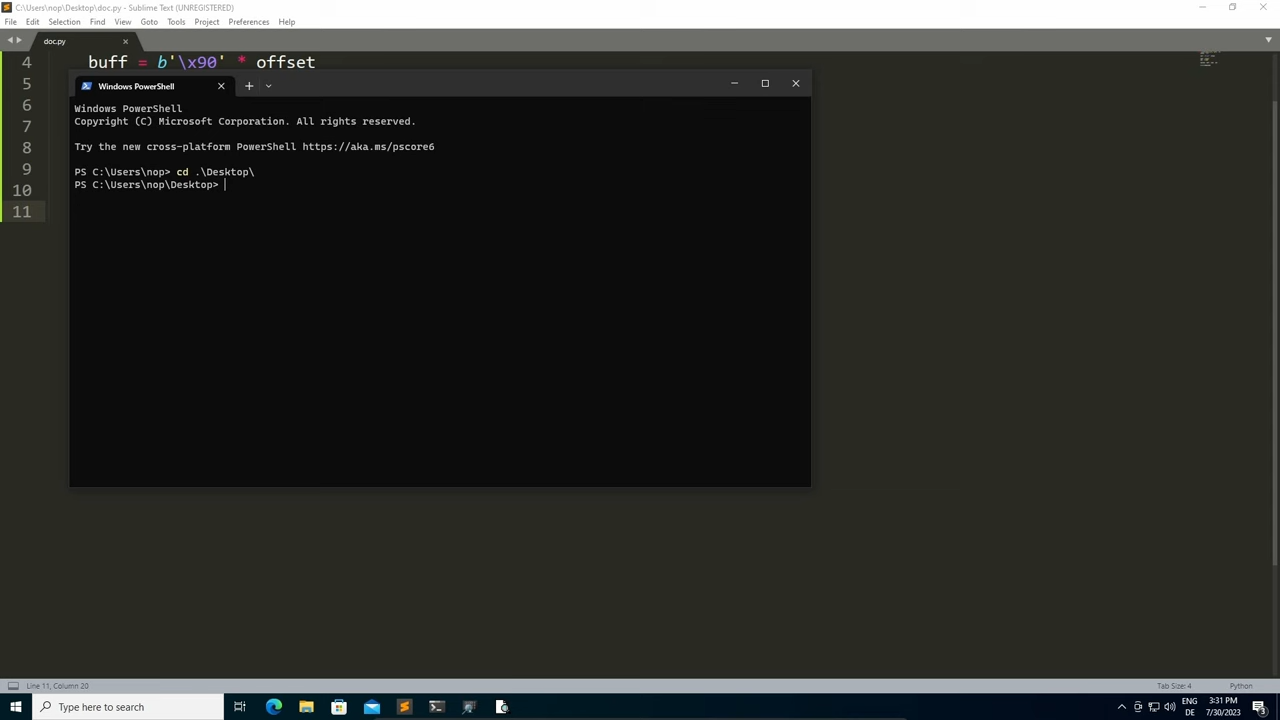 C:\Users\nop\Desktop\doc.py - Sublime Text (UNREGISTERED)
File Edit Selection Find View Goto Tools Project Preferences Help
doc.py
4 buff = b'\x90' * offset
5
6
7
8
9
10
11
Windows PowerShell
Windows PowerShell
Copyright (C) Microsoft Corporation. All rights reserved.
Try the new cross-platform PowerShell https://aka.ms/pscore6
PS C:\Users\nop> cd .\Desktop\
PS C:\Users\nop\Desktop>
Line 11, Column 20
Tab Size: 4
Python
Type here to search
ENG
DE
3:31 PM
7/30/2023